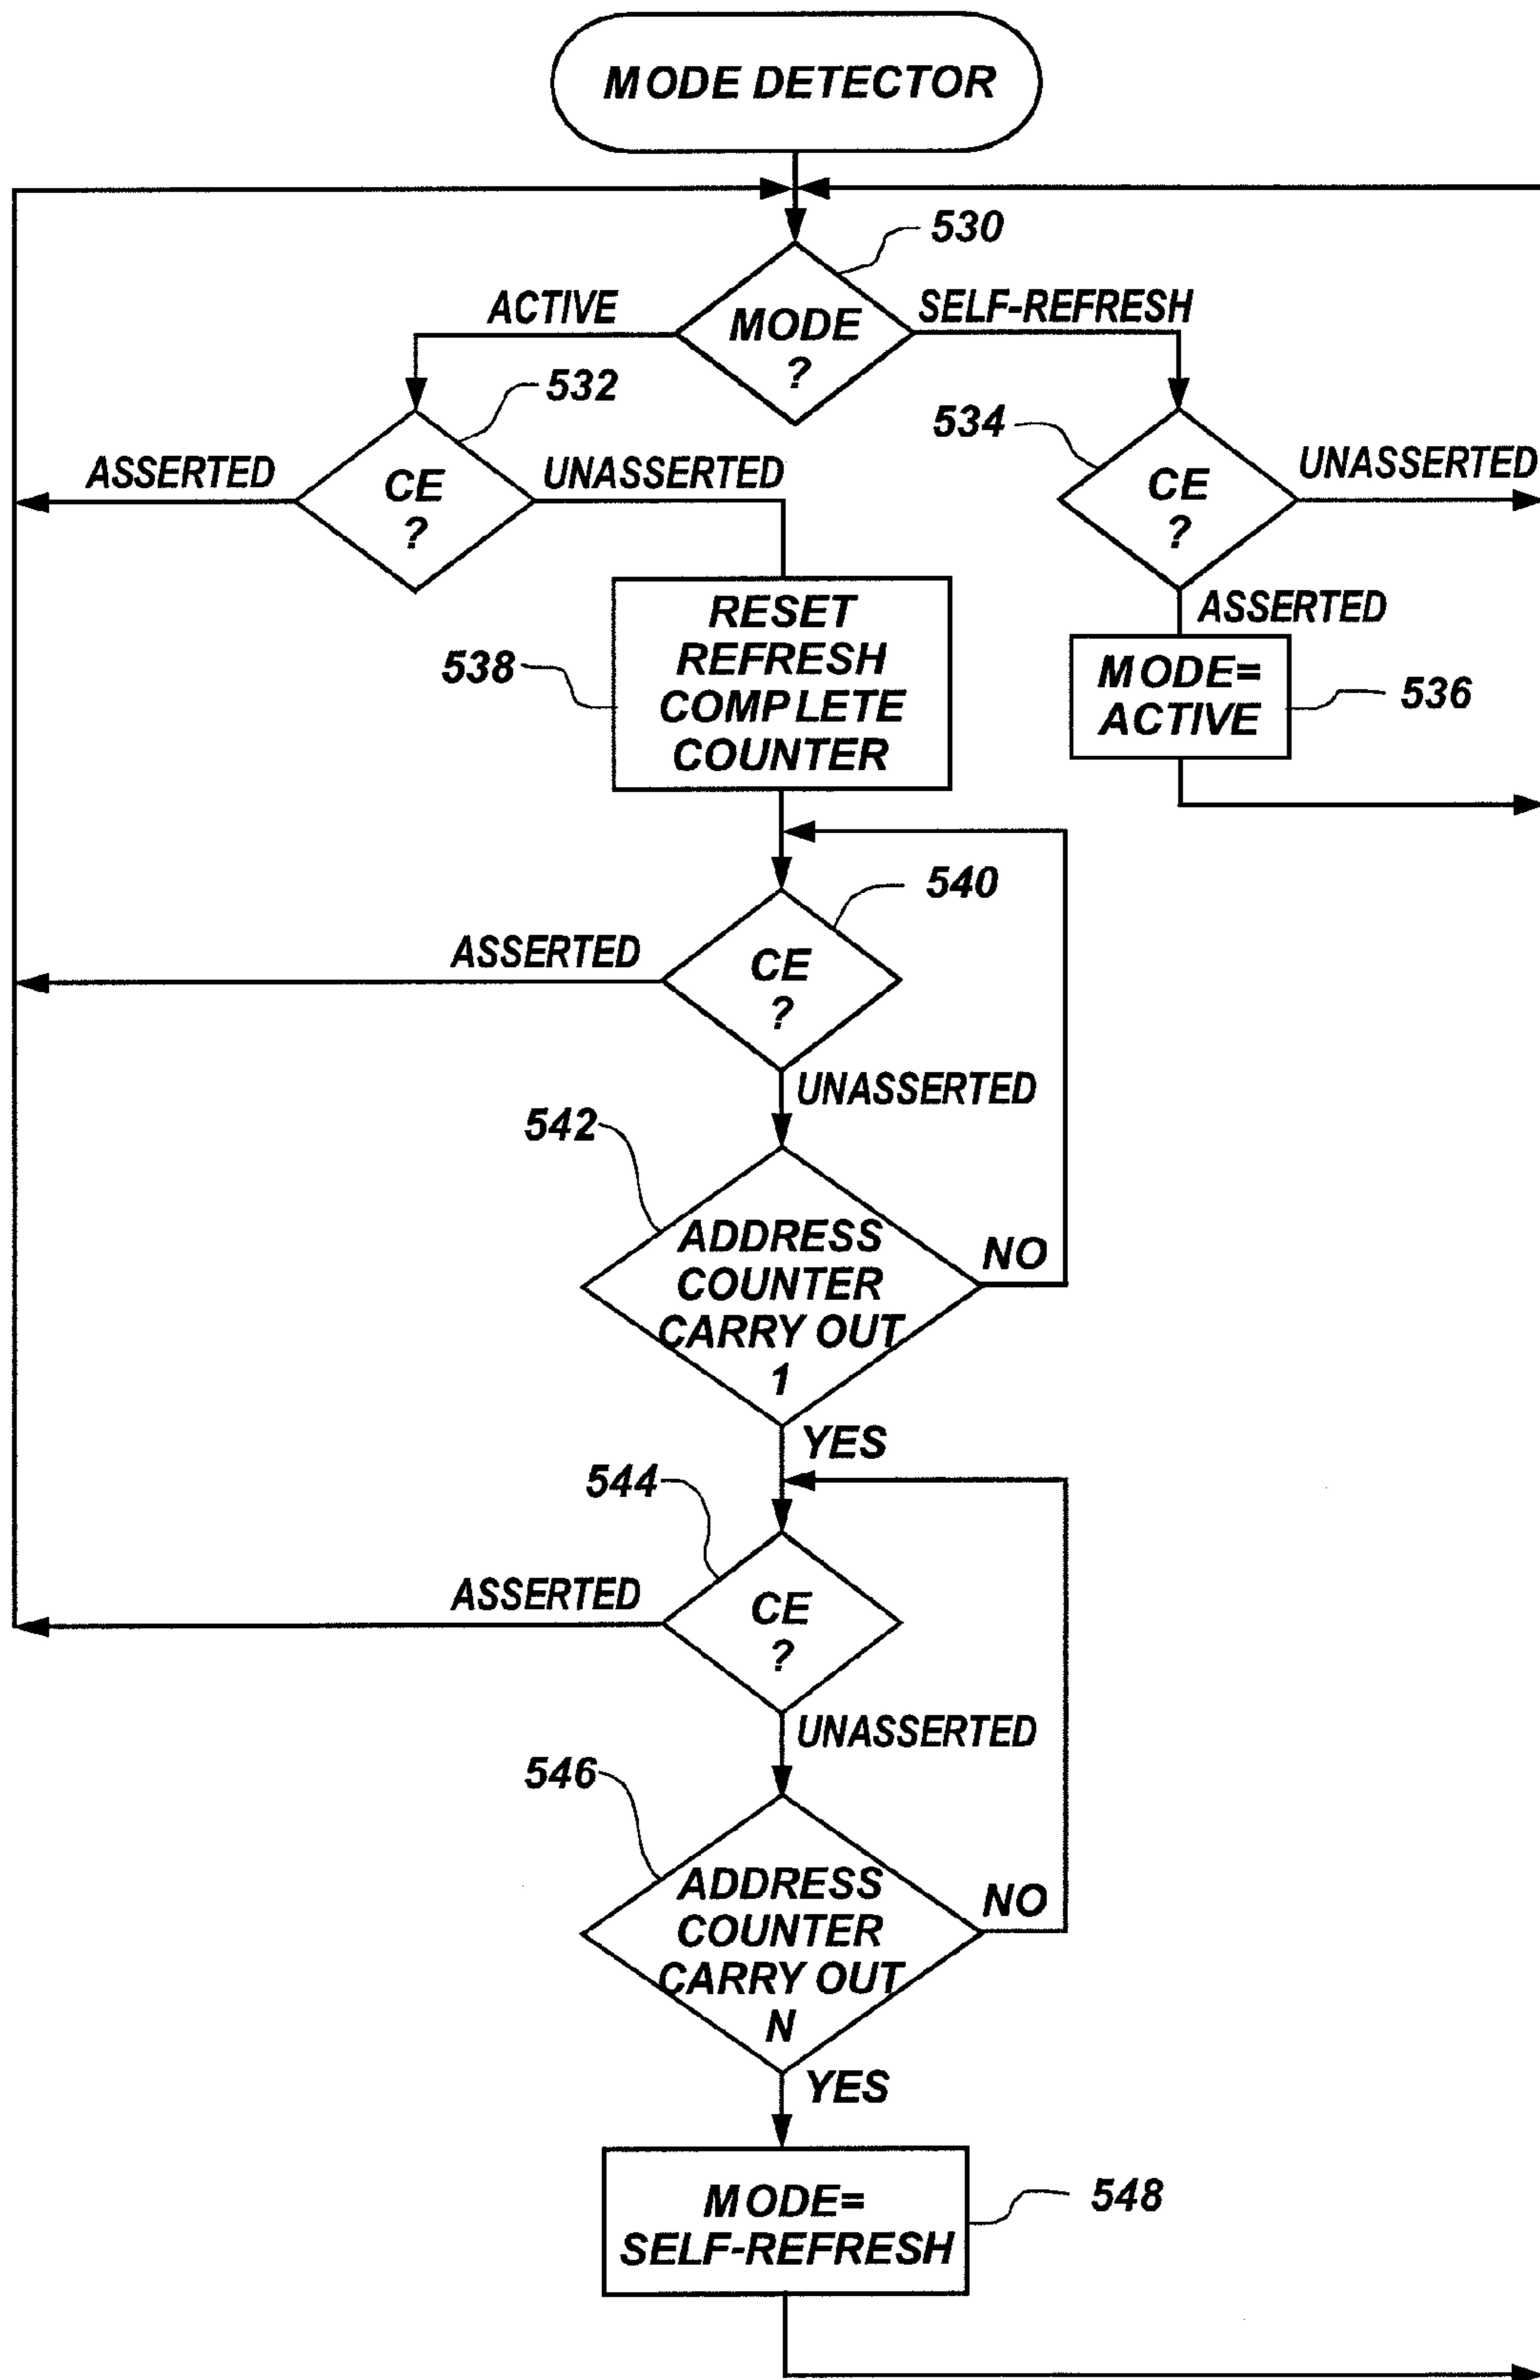 MODE DETECTOR
530
ACTIVE
SELF-REFRESH
MODE
?
532
534
ASSERTED
CE
?
UNASSERTED
CE
?
UNASSERTED
ASSERTED
RESET
REFRESH
COMPLETE
COUNTER
538
MODE=
ACTIVE
536
540
ASSERTED
CE
?
UNASSERTED
542
ADDRESS
COUNTER
CARRY OUT
1
NO
YES
544
ASSERTED
CE
?
UNASSERTED
546
ADDRESS
COUNTER
CARRY OUT
N
NO
YES
MODE=
SELF-REFRESH
548